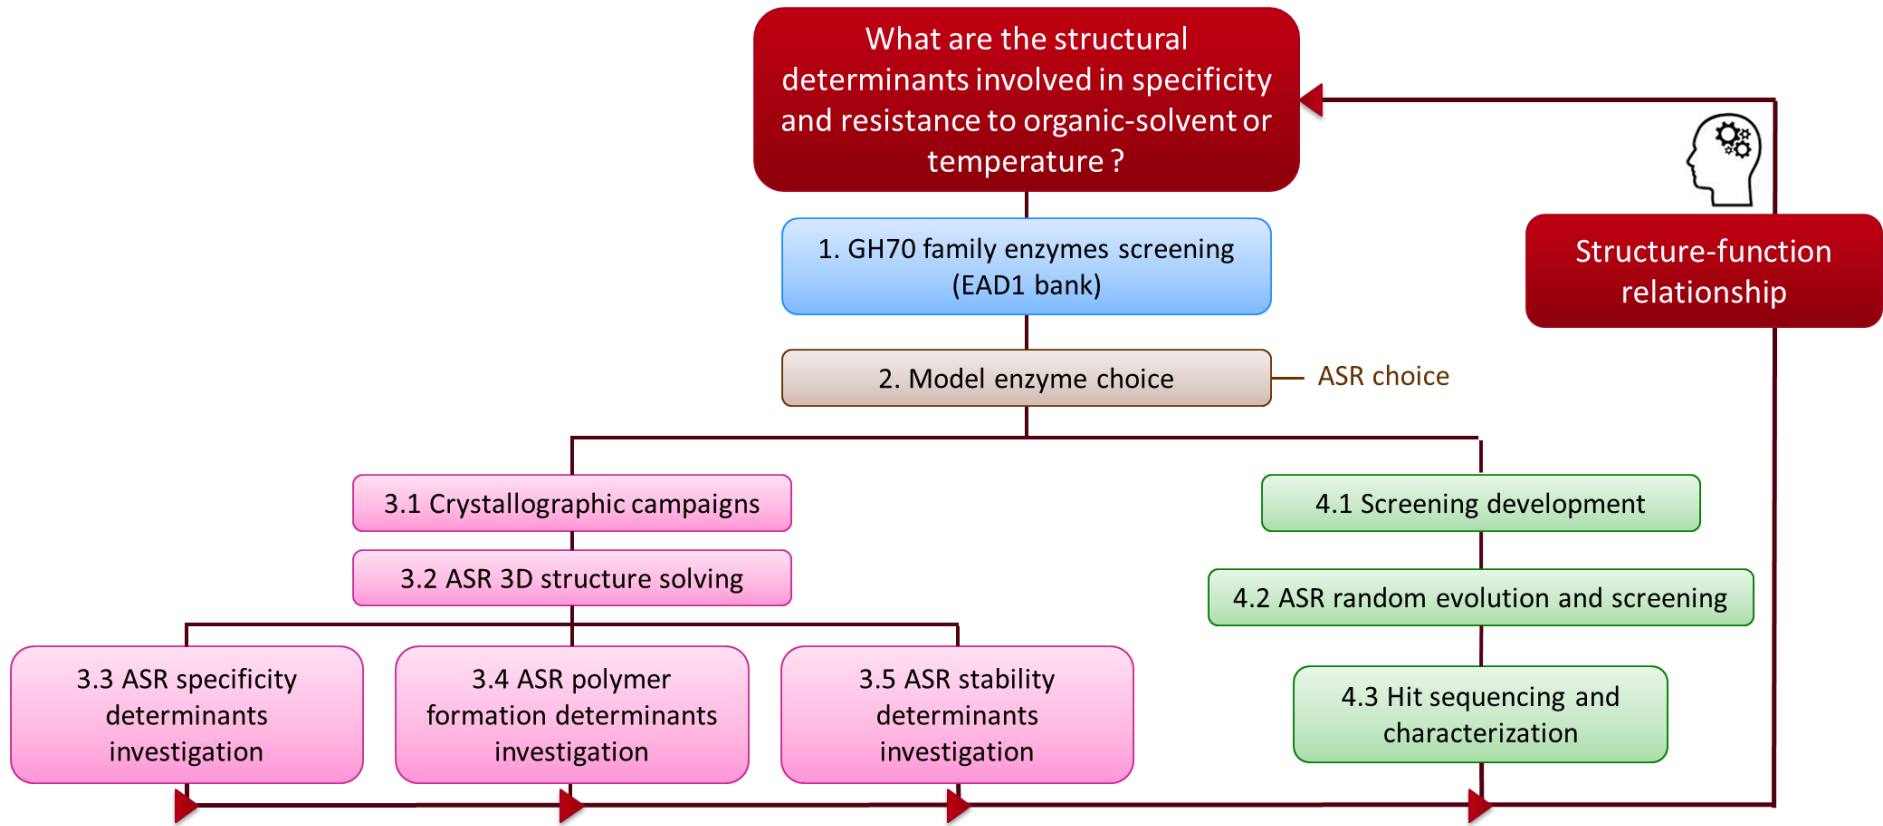 What are the structural
determinants involved in specificity
and resistance to organic-solvent or
temperature ?
1. GH70 family enzymes screening
(EAD1 bank)
Structure-function
relationship
2. Model enzyme choice
ASR choice
3.1 Crystallographic campaigns
3.2 ASR 3D structure solving
3.3 ASR specificity
determinants
investigation
3.4 ASR polymer
formation determinants
investigation
3.5 ASR stability
determinants
investigation
4.1 Screening development
4.2 ASR random evolution and screening
4.3 Hit sequencing and
characterization